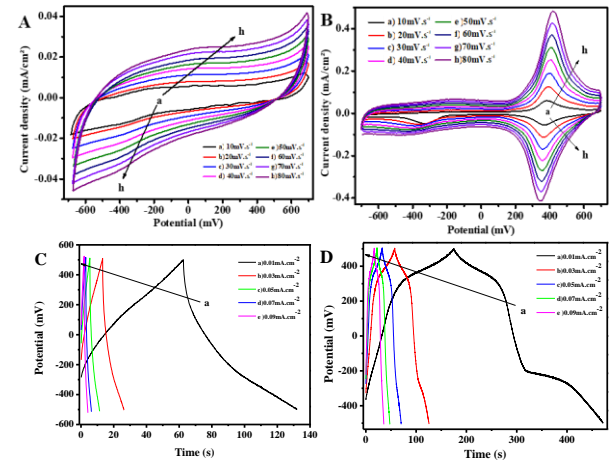 A
h
a
h
a) 10mV.s⁻¹ e)50mV.s⁻¹
b)20mV.s⁻¹ f) 60mV.s⁻¹
c) 30mV.s⁻¹ g)70mV.s⁻¹
d) 40mV.s⁻¹ h)80mV.s⁻¹
0.04
0.02
0.00
-0.02
-0.04
Current density (mA/cm²)
-600 -400 -200 0 200 400 600
Potential (mV)
B
a) 10mV.s⁻¹ e)50mV.s⁻¹
b) 20mV.s⁻¹ f) 60mV.s⁻¹
c) 30mV.s⁻¹ g)70mV.s⁻¹
d) 40mV.s⁻¹ h)80mV.s⁻¹
h
a
h
0.4
0.2
0.0
-0.2
-0.4
Current density (mA/cm²)
-600 -400 -200 0 200 400 600
Potential (mV)
C
a)0.01mA.cm⁻²
b)0.03mA.cm⁻²
c)0.05mA.cm⁻²
d)0.07mA.cm⁻²
e)0.09mA.cm⁻²
a
600
400
200
0
-200
-400
-600
Potential (mV)
0 20 40 60 80 100 120 140
Time (s)
D
a)0.01mA.cm⁻²
b)0.03mA.cm⁻²
c)0.05mA.cm⁻²
d)0.07mA.cm⁻²
e)0.09mA.cm⁻²
a
400
200
0
-200
-400
Potential (mV)
0 100 200 300 400
Time (s)